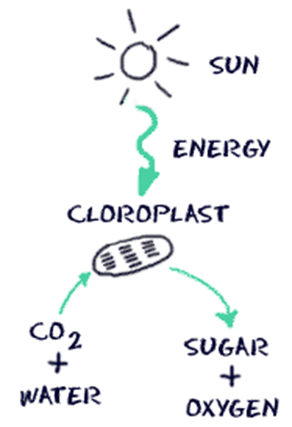 SUN
ENERGY
CLOROPLAST
CO₂
+
WATER
SUGAR
+
OXYGEN